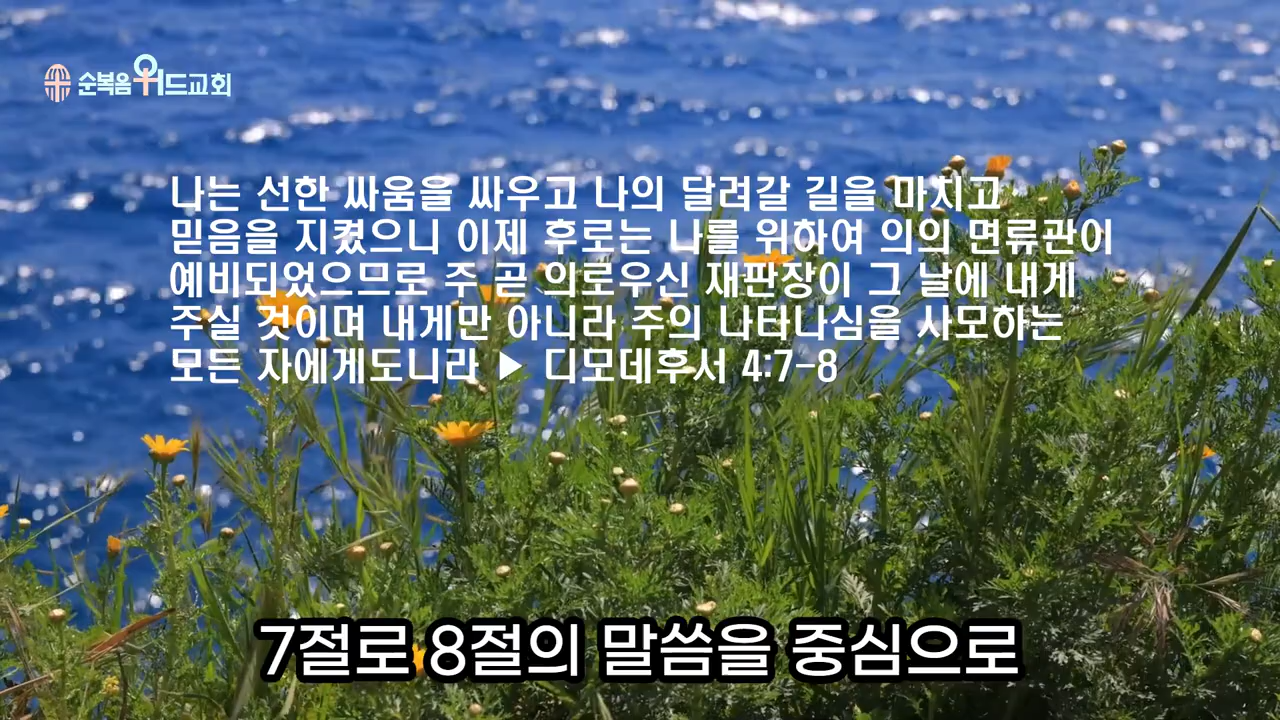 순복음워드교회
나는 선한 싸움을 싸우고 나의 달려갈 길을 마치고
믿음을 지켰으니 이제 후로는 나를 위하여 의의 면류관이
예비되었으므로 주 곧 의로우신 재판장이 그 날에 내게
주실 것이며 내게만 아니라 주의 나타나심을 사모하는
모든 자에게도니라 ▶ 디모데후서 4:7-8
7절로 8절의 말씀을 중심으로